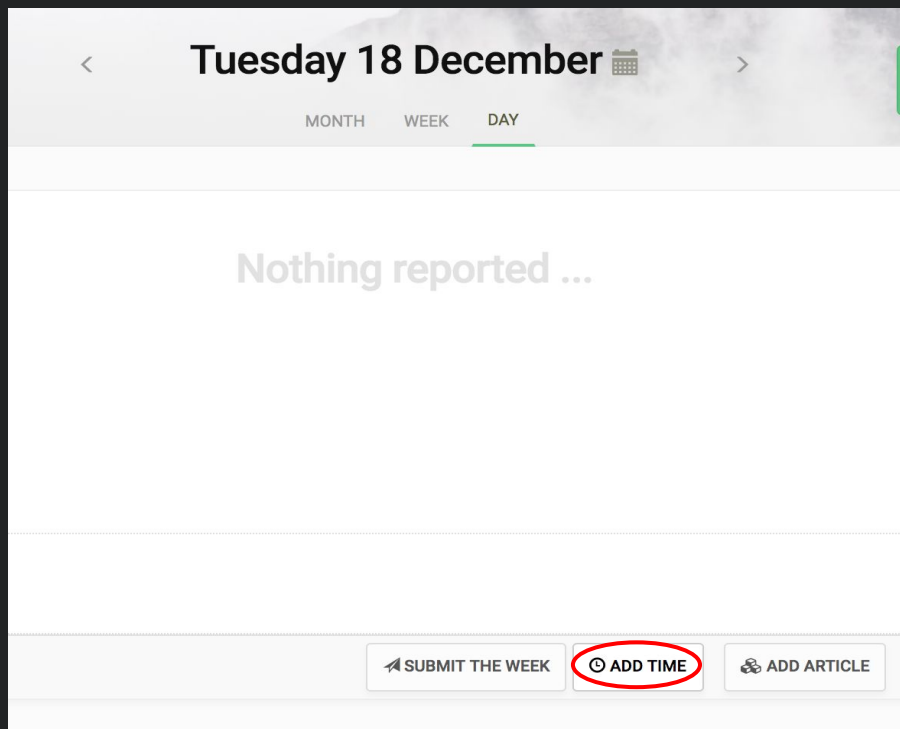 Tuesday 18 December
MONTH WEEK DAY
Nothing reported ...
SUBMIT THE WEEK ADD TIME ADD ARTICLE